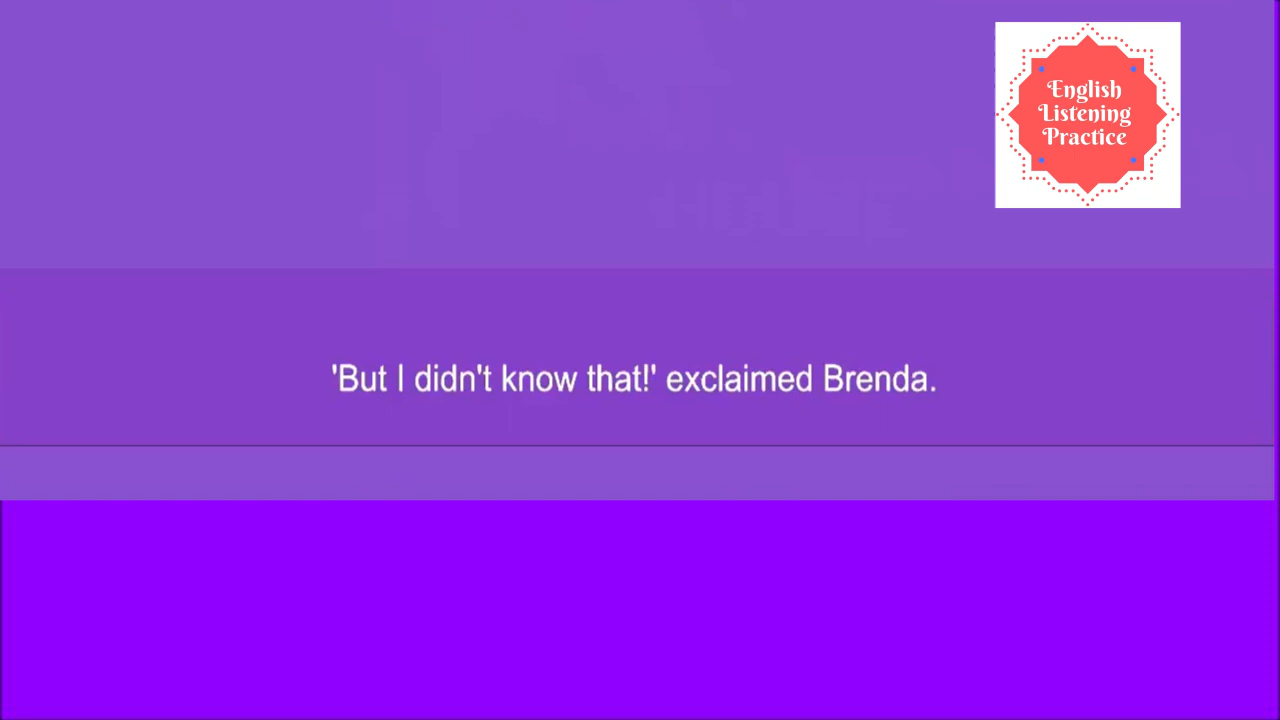 English
Listening
Practice
'But I didn't know that!' exclaimed Brenda.